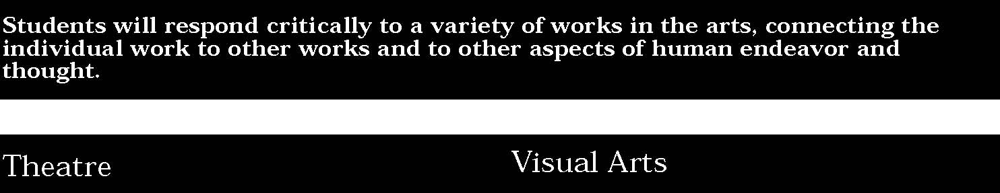 Students will respond critically to a variety of works in the arts, connecting the
individual work to other works and to other aspects of human endeavor and
thought.
Theatre
Visual Arts